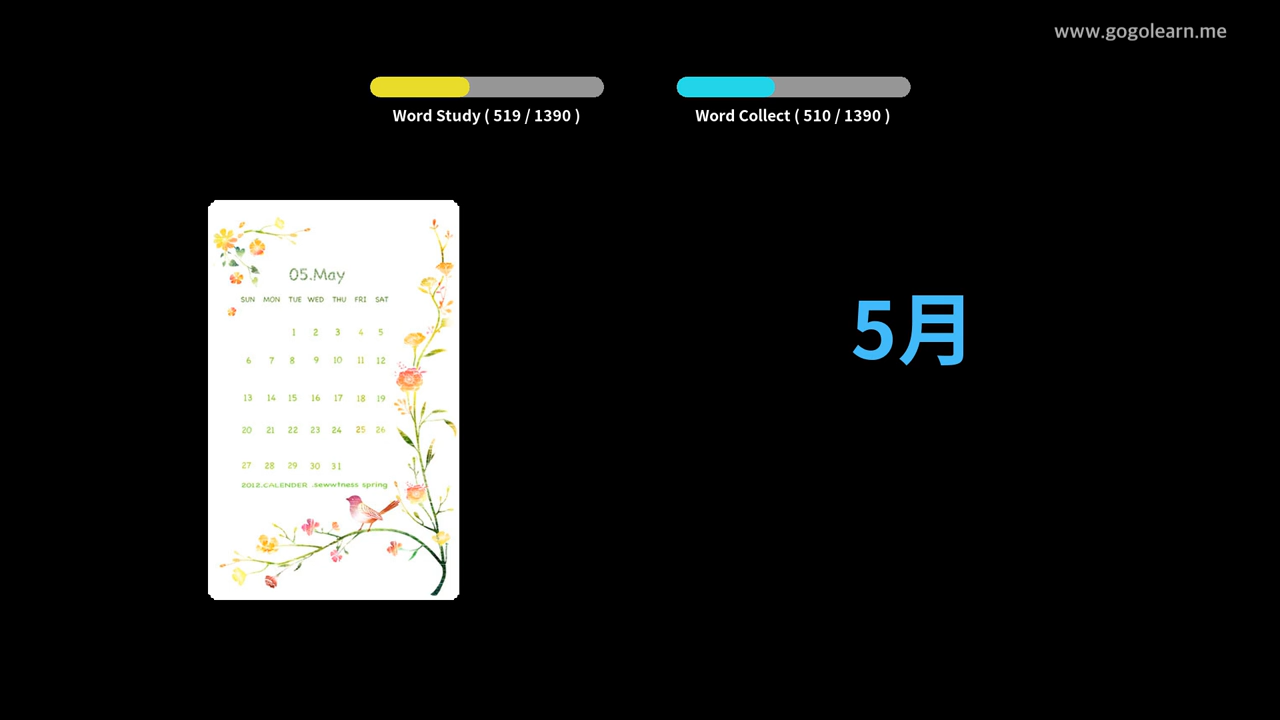 www.gogolearn.me
Word Study ( 519 / 1390 )
Word Collect ( 510 / 1390 )
05.May
SUN MON TUE WED THU FRI SAT
1 2 3 4 5
6 7 8 9 10 11 12
13 14 15 16 17 18 19
20 21 22 23 24 25 26
27 28 29 30 31
2012.CALENDER .sewwtness spring
5月